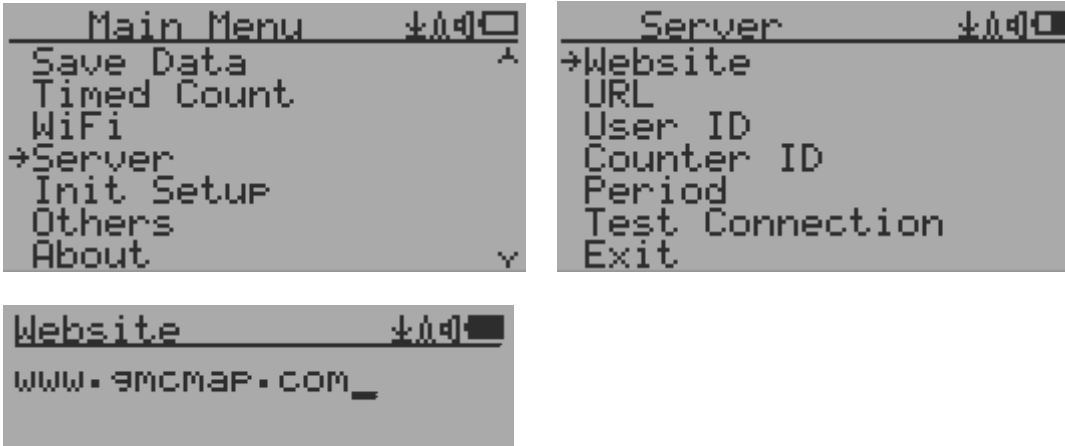 Main Menu
Save Data
Timed Count
WiFi
→Server
Init Setup
Others
About
Server
→Website
URL
User ID
Counter ID
Period
Test Connection
Exit
Website
www.gmcmap.com_